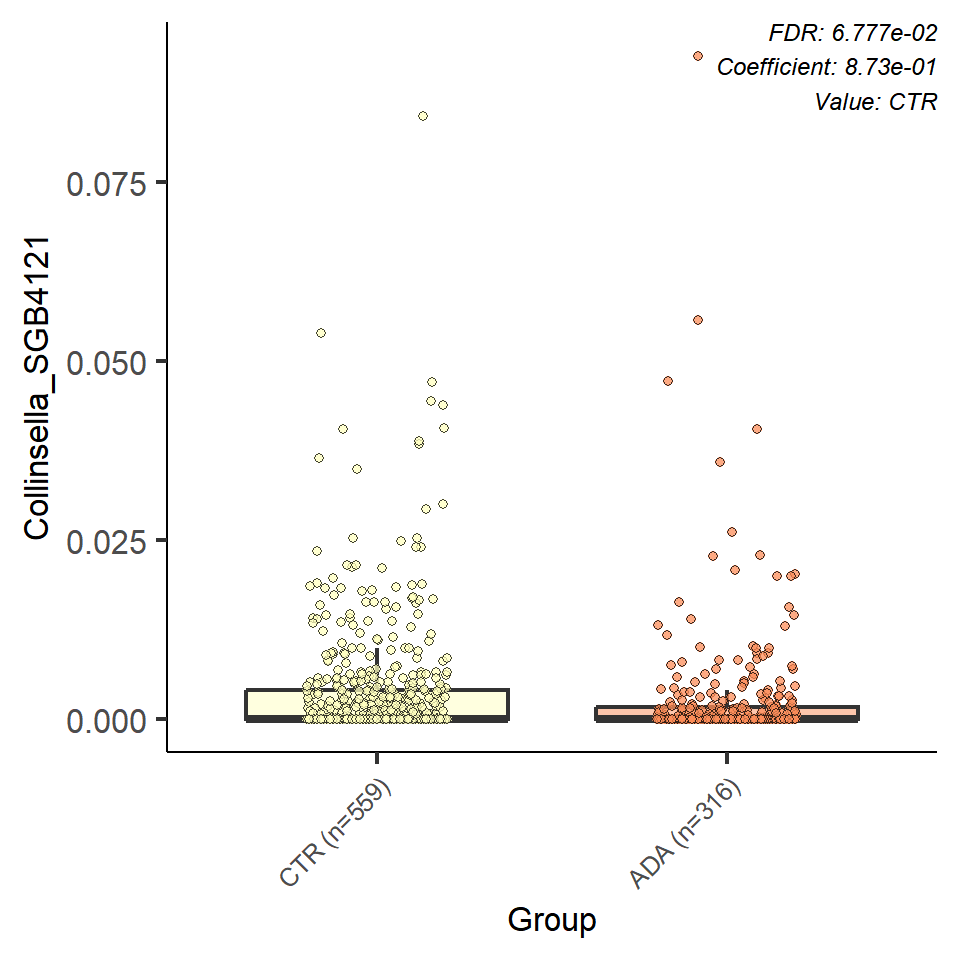 FDR: 6.777e-02
Coefficient: 8.73e-01
Value: CTR
Collinsella_SGB4121
0.075
0.050
0.025
0.000
CTR (n=559)
ADA (n=316)
Group